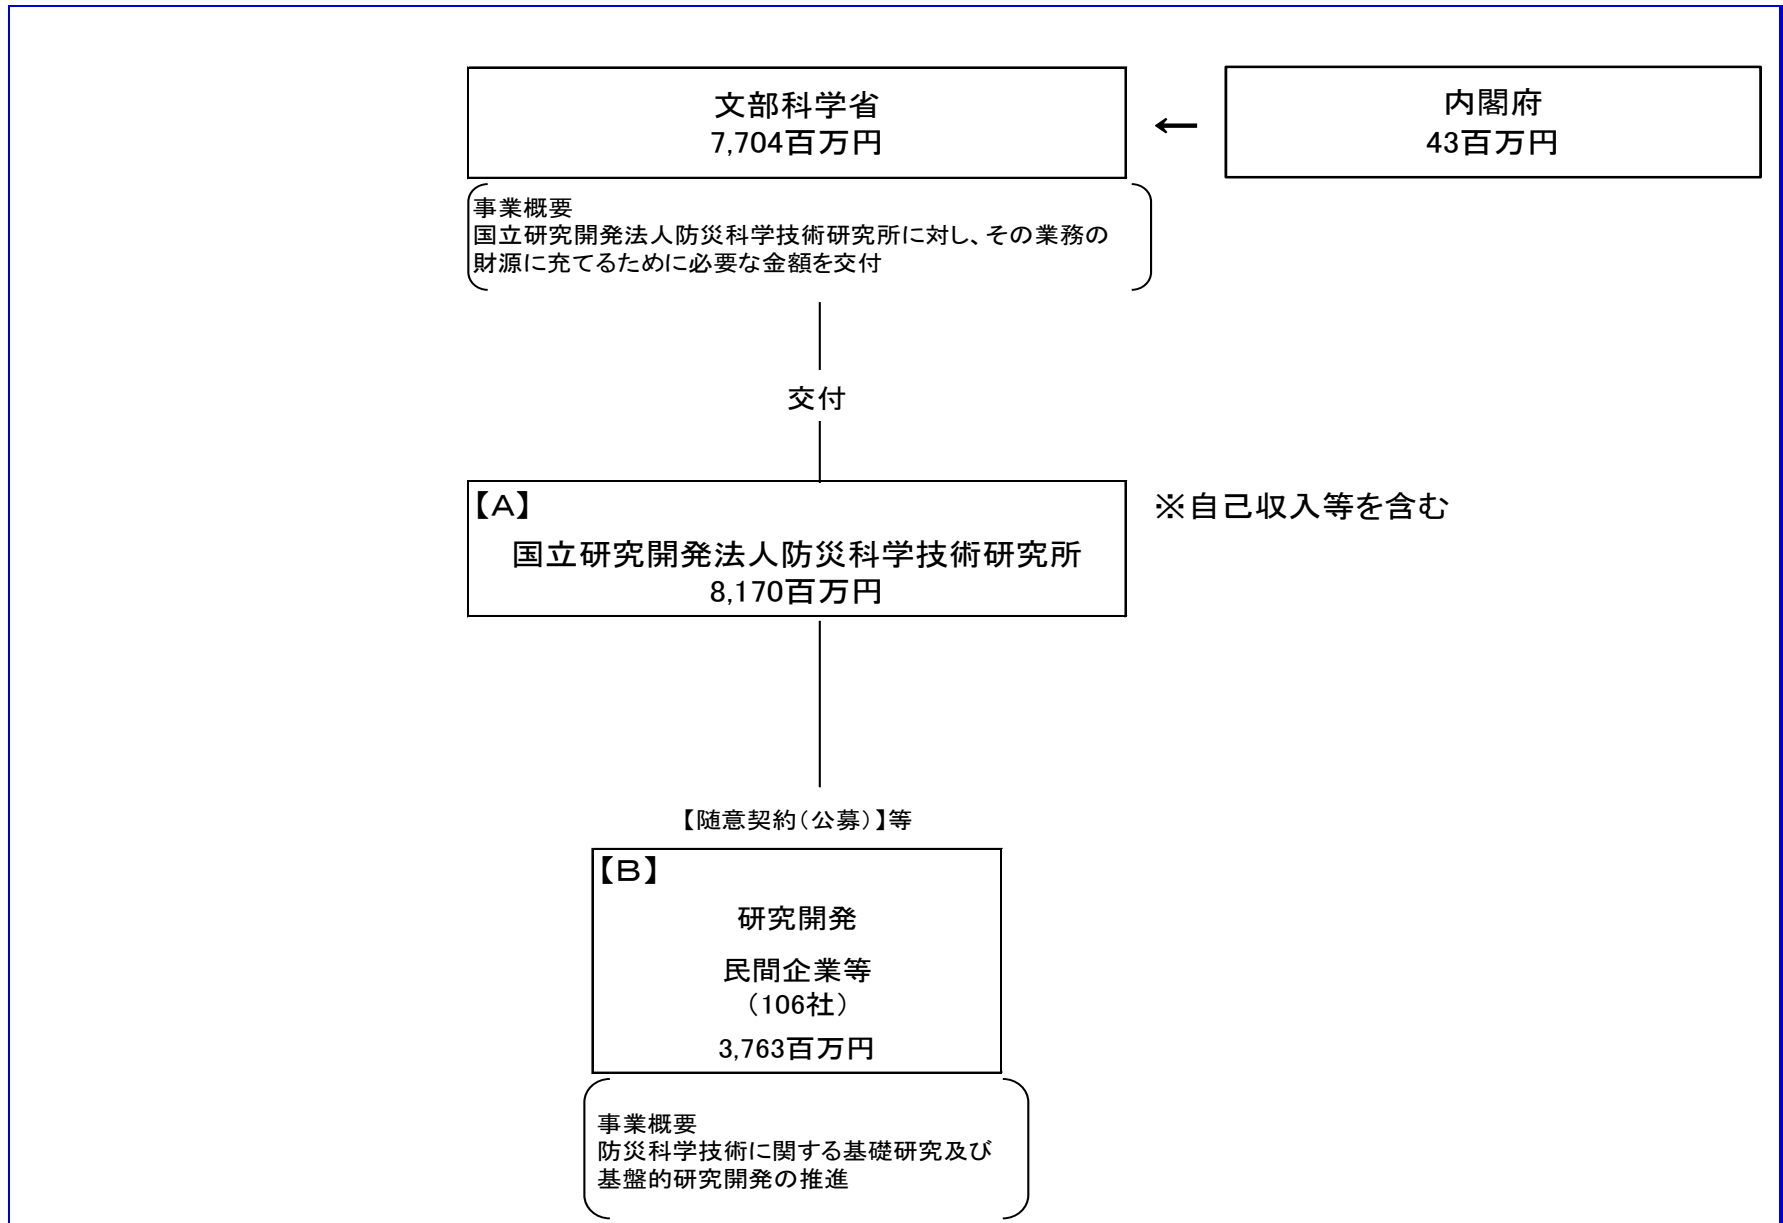 文部科学省
7,704百万円
←
内閣府
43百万円
事業概要
国立研究開発法人防災科学技術研究所に対し、その業務の
財源に充てるために必要な金額を交付
交付
【A】
国立研究開発法人防災科学技術研究所
8,170百万円
※自己収入等を含む
【随意契約（公募）】等
【B】
研究開発
民間企業等
（106社）
3,763百万円
事業概要
防災科学技術に関する基礎研究及び
基盤的研究開発の推進